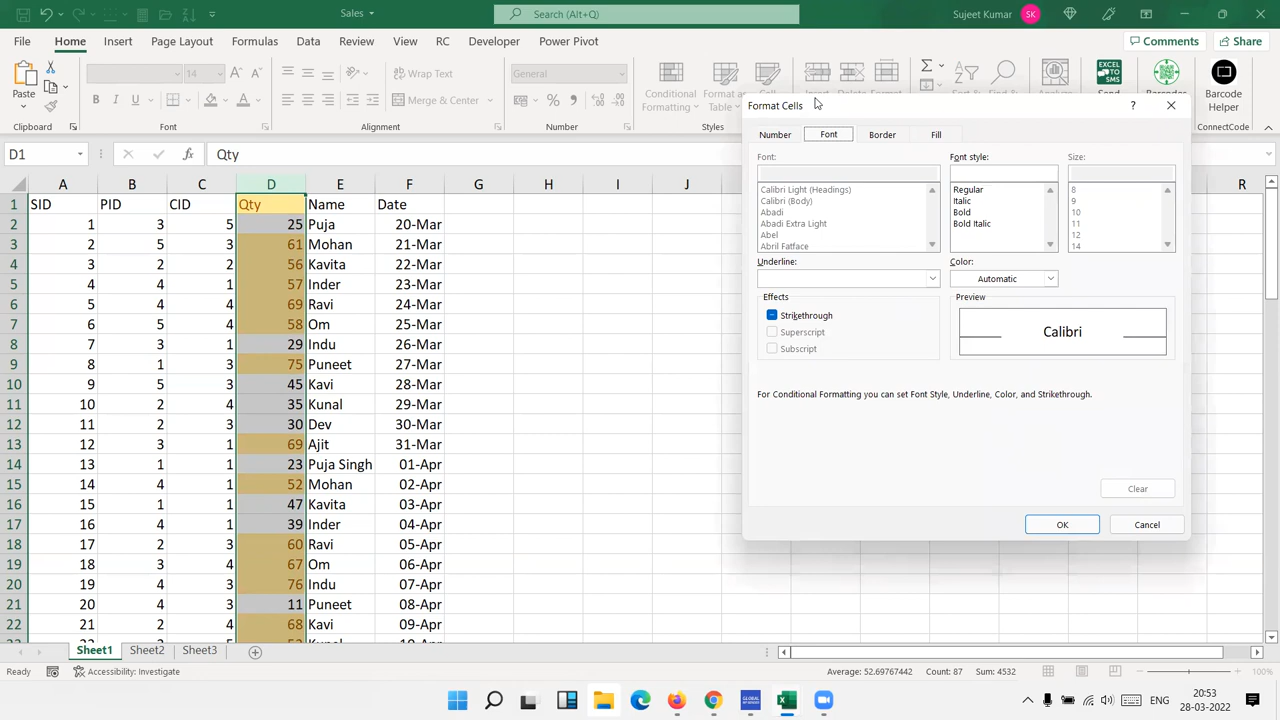 Sales
Search (Alt+Q)
Sujeet Kumar SK
File Home Insert Page Layout Formulas Data Review View RC Developer Power Pivot Comments Share
Paste
B I U
14
Wrap Text
Merge & Center
General
Conditional Formatting
Format as Table
Send
Barcode Helper
Clipboard Font Alignment Number Styles ConnectCode
D1 fx Qty
A B C D E F G H I J R
1 SID PID CID Qty Name Date
2 1 3 5 25 Puja 20-Mar
3 2 5 3 61 Mohan 21-Mar
4 3 2 2 56 Kavita 22-Mar
5 4 4 1 57 Inder 23-Mar
6 5 4 4 69 Ravi 24-Mar
7 6 5 4 58 Om 25-Mar
8 7 3 1 29 Indu 26-Mar
9 8 1 3 75 Puneet 27-Mar
10 9 5 3 45 Kavi 28-Mar
11 10 2 4 35 Kunal 29-Mar
12 11 2 3 30 Dev 30-Mar
13 12 3 1 69 Ajit 31-Mar
14 13 1 1 23 Puja Singh 01-Apr
15 14 4 1 52 Mohan 02-Apr
16 15 1 1 47 Kavita 03-Apr
17 16 4 1 39 Inder 04-Apr
18 17 2 3 60 Ravi 05-Apr
19 18 3 4 67 Om 06-Apr
20 19 4 3 76 Indu 07-Apr
21 20 4 3 11 Puneet 08-Apr
22 21 2 4 68 Kavi 09-Apr
Format Cells ?
Number Font Border Fill
Font: Font style: Size:
Calibri Light (Headings) Regular 8
Calibri (Body) Italic 9
Abadi Bold 10
Abadi Extra Light Bold Italic 11
Abel 12
Abril Fatface 14
Underline: Color:
Automatic
Effects Preview
Strikethrough
Superscript
Subscript
Calibri
For Conditional Formatting you can set Font Style, Underline, Color, and Strikethrough.
Clear
OK Cancel
Sheet1 Sheet2 Sheet3
Ready Accessibility: Investigate Average: 52.69767442 Count: 87 Sum: 4532 100%
ENG 20:53
28-03-2022